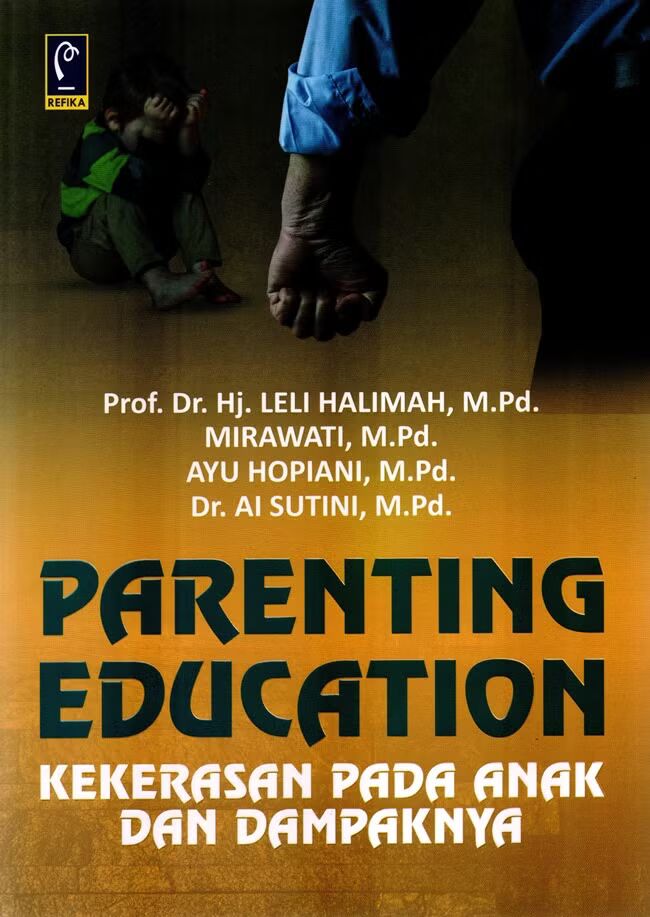 REFIKA
Prof. Dr. Hj. LELI HALIMAH, M.Pd.
MIRAWATI, M.Pd.
AYU HOPIANI, M.Pd.
Dr. AI SUTINI, M.Pd.
PARENTING
EDUCATION
KEKERASAN PADA ANAK
DAN DAMPAKNYA